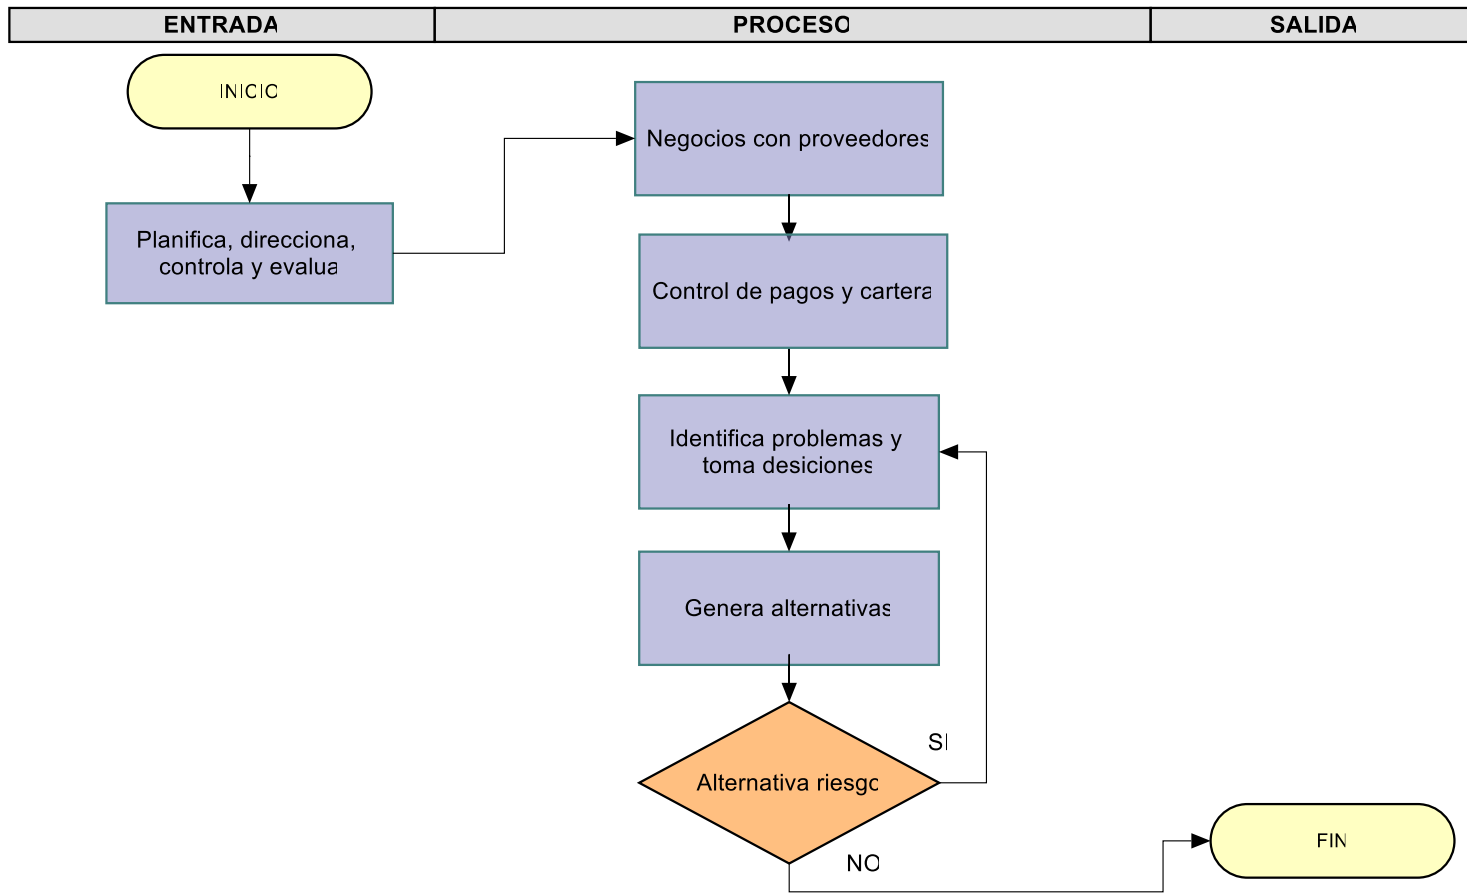 ENTRADA
PROCESO
SALIDA
INICIO
Planifica, direcciona,
controla y evalua
Negocios con proveedores
Control de pagos y cartera
Identifica problemas y
toma desiciones
Genera alternativas
SI
Alternativa riesgo
NO
FIN